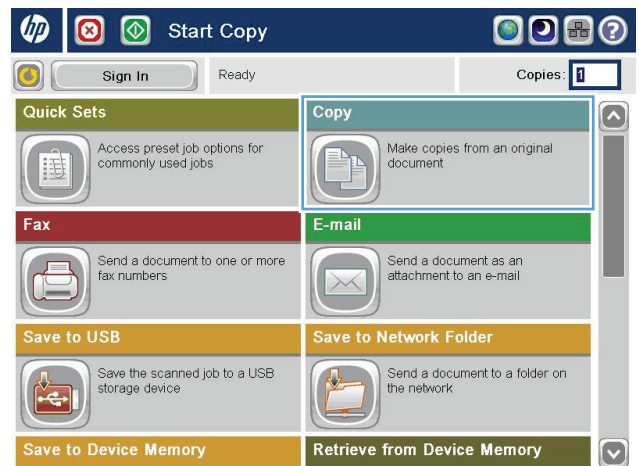 hp
Start Copy
?
Sign In
Ready
Copies: 1
Quick Sets
Access preset job options for
commonly used jobs
Copy
Make copies from an original
document
Fax
Send a document to one or more
fax numbers
E-mail
Send a document as an
attachment to an e-mail
Save to USB
Save the scanned job to a USB
storage device
Save to Network Folder
Send a document to a folder on
the network
Save to Device Memory
Retrieve from Device Memory